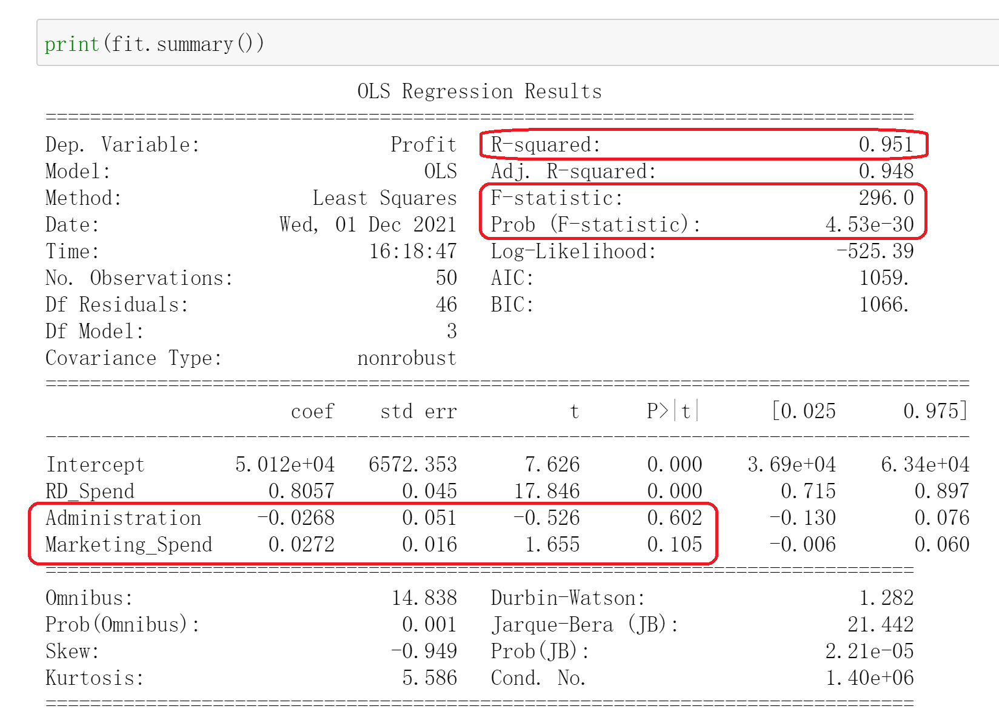 print(fit.summary())
OLS Regression Results
==============================================================================
Dep. Variable: Profit R-squared: 0.951
Model: OLS Adj. R-squared: 0.948
Method: Least Squares F-statistic: 296.0
Date: Wed, 01 Dec 2021 Prob (F-statistic): 4.53e-30
Time: 16:18:47 Log-Likelihood: -525.39
No. Observations: 50 AIC: 1059.
Df Residuals: 46 BIC: 1066.
Df Model: 3
Covariance Type: nonrobust
===================================================================================
coef std err t P>|t| [0.025 0.975]
-----------------------------------------------------------------------------------
Intercept 5.012e+04 6572.353 7.626 0.000 3.69e+04 6.34e+04
RD_Spend 0.8057 0.045 17.846 0.000 0.715 0.897
Administration -0.0268 0.051 -0.526 0.602 -0.130 0.076
Marketing_Spend 0.0272 0.016 1.655 0.105 -0.006 0.060
==============================================================================
Omnibus: 14.838 Durbin-Watson: 1.282
Prob(Omnibus): 0.001 Jarque-Bera (JB): 21.442
Skew: -0.949 Prob(JB): 2.21e-05
Kurtosis: 5.586 Cond. No. 1.40e+06
==============================================================================